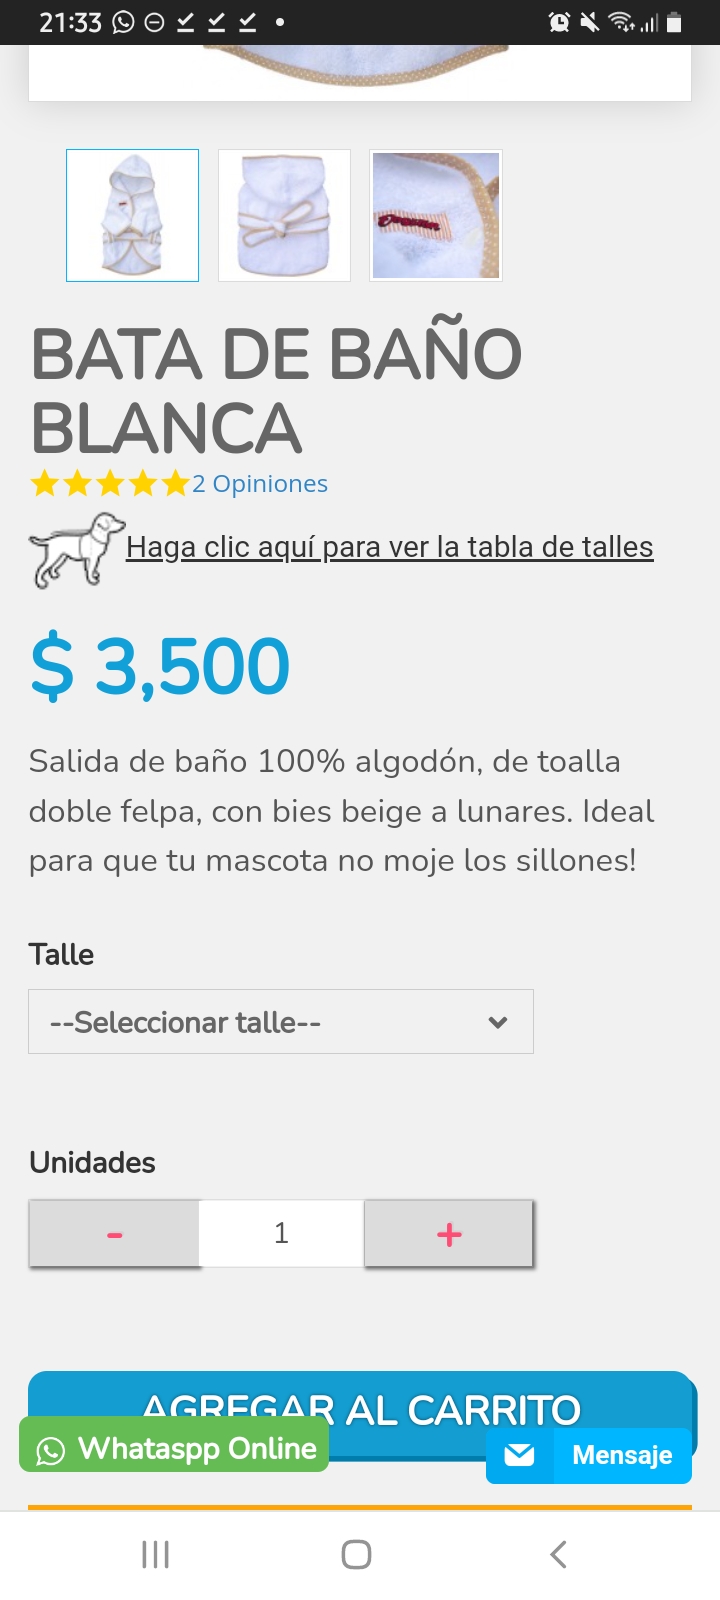 21:33
BATA DE BAÑO
BLANCA
2 Opiniones
Haga clic aquí para ver la tabla de talles
$ 3,500
Salida de baño 100% algodón, de toalla
doble felpa, con bies beige a lunares. Ideal
para que tu mascota no moje los sillones!
Talle
--Seleccionar talle--
Unidades
- 1 +
AGREGAR AL CARRITO
Whataspp Online
Mensaje